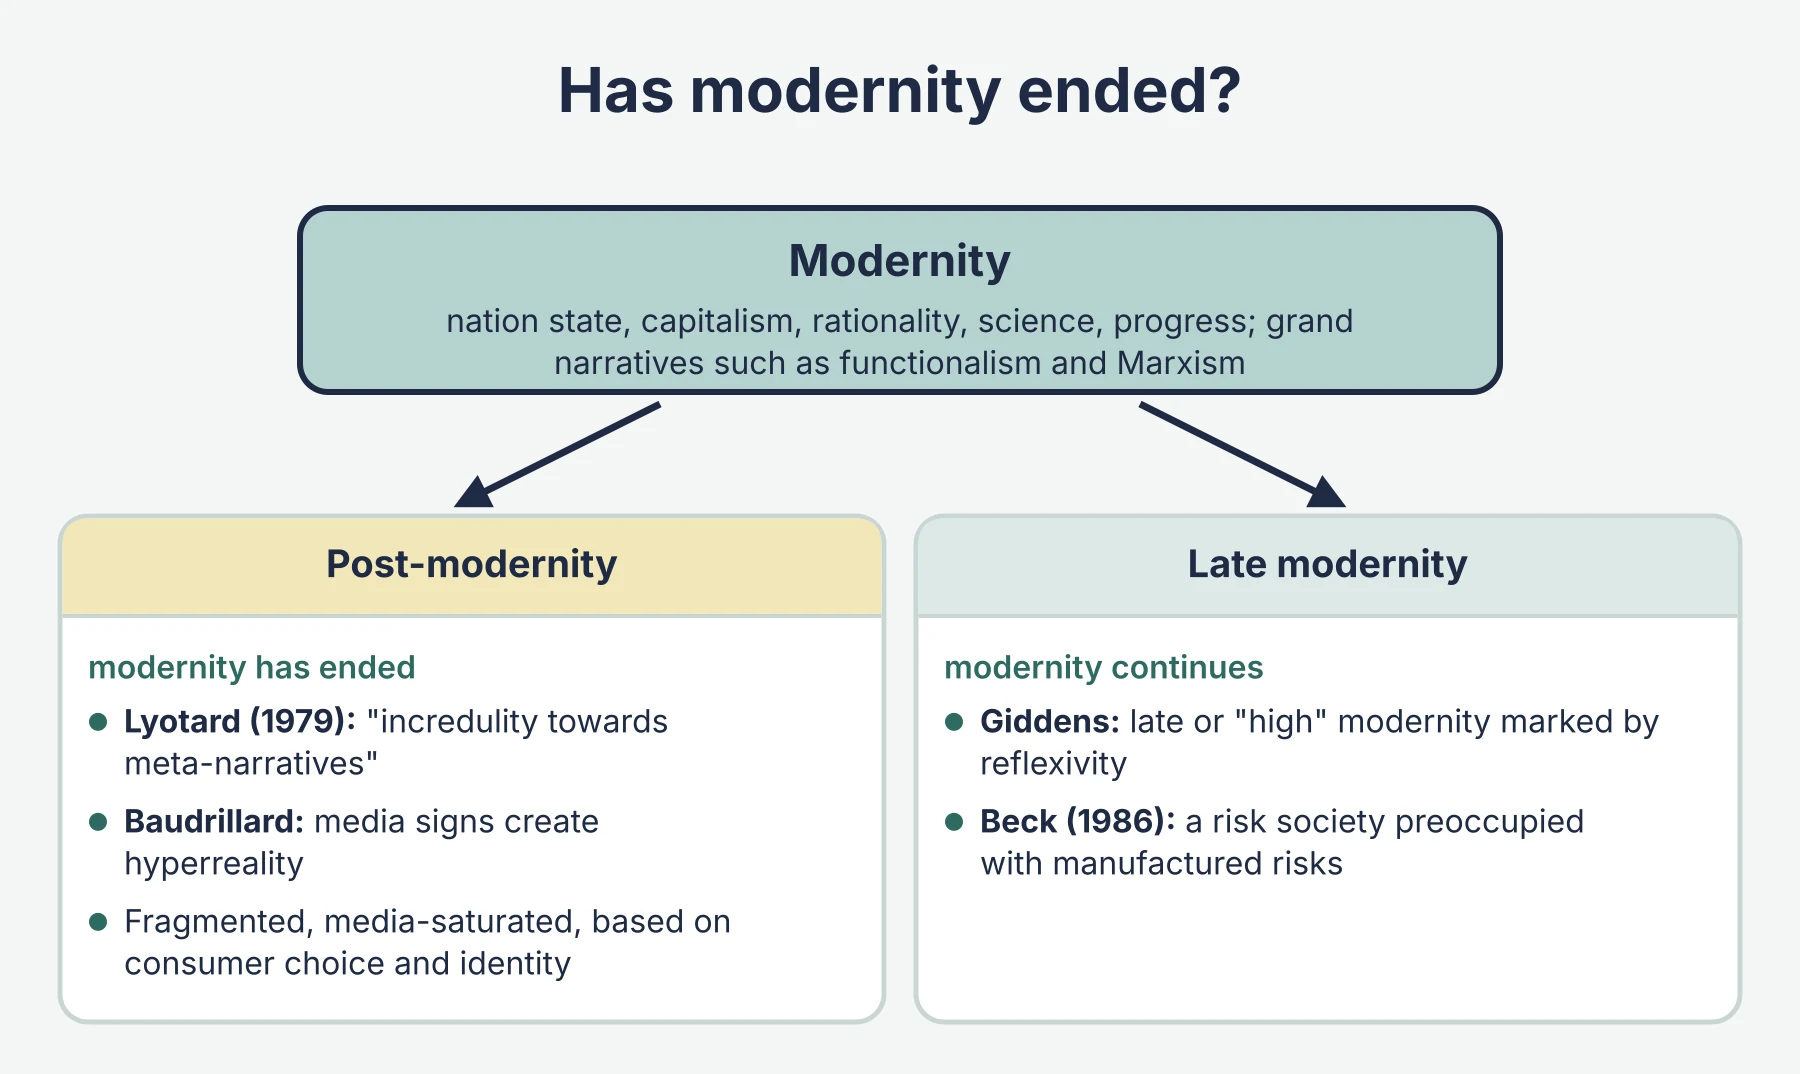 Has modernity ended?
Modernity
nation state, capitalism, rationality, science, progress; grand
narratives such as functionalism and Marxism
Post-modernity
modernity has ended
Lyotard (1979): "incredulity towards
meta-narratives"
Baudrillard: media signs create
hyperreality
Fragmented, media-saturated, based on
consumer choice and identity
Late modernity
modernity continues
Giddens: late or "high" modernity marked by
reflexivity
Beck (1986): a risk society preoccupied
with manufactured risks